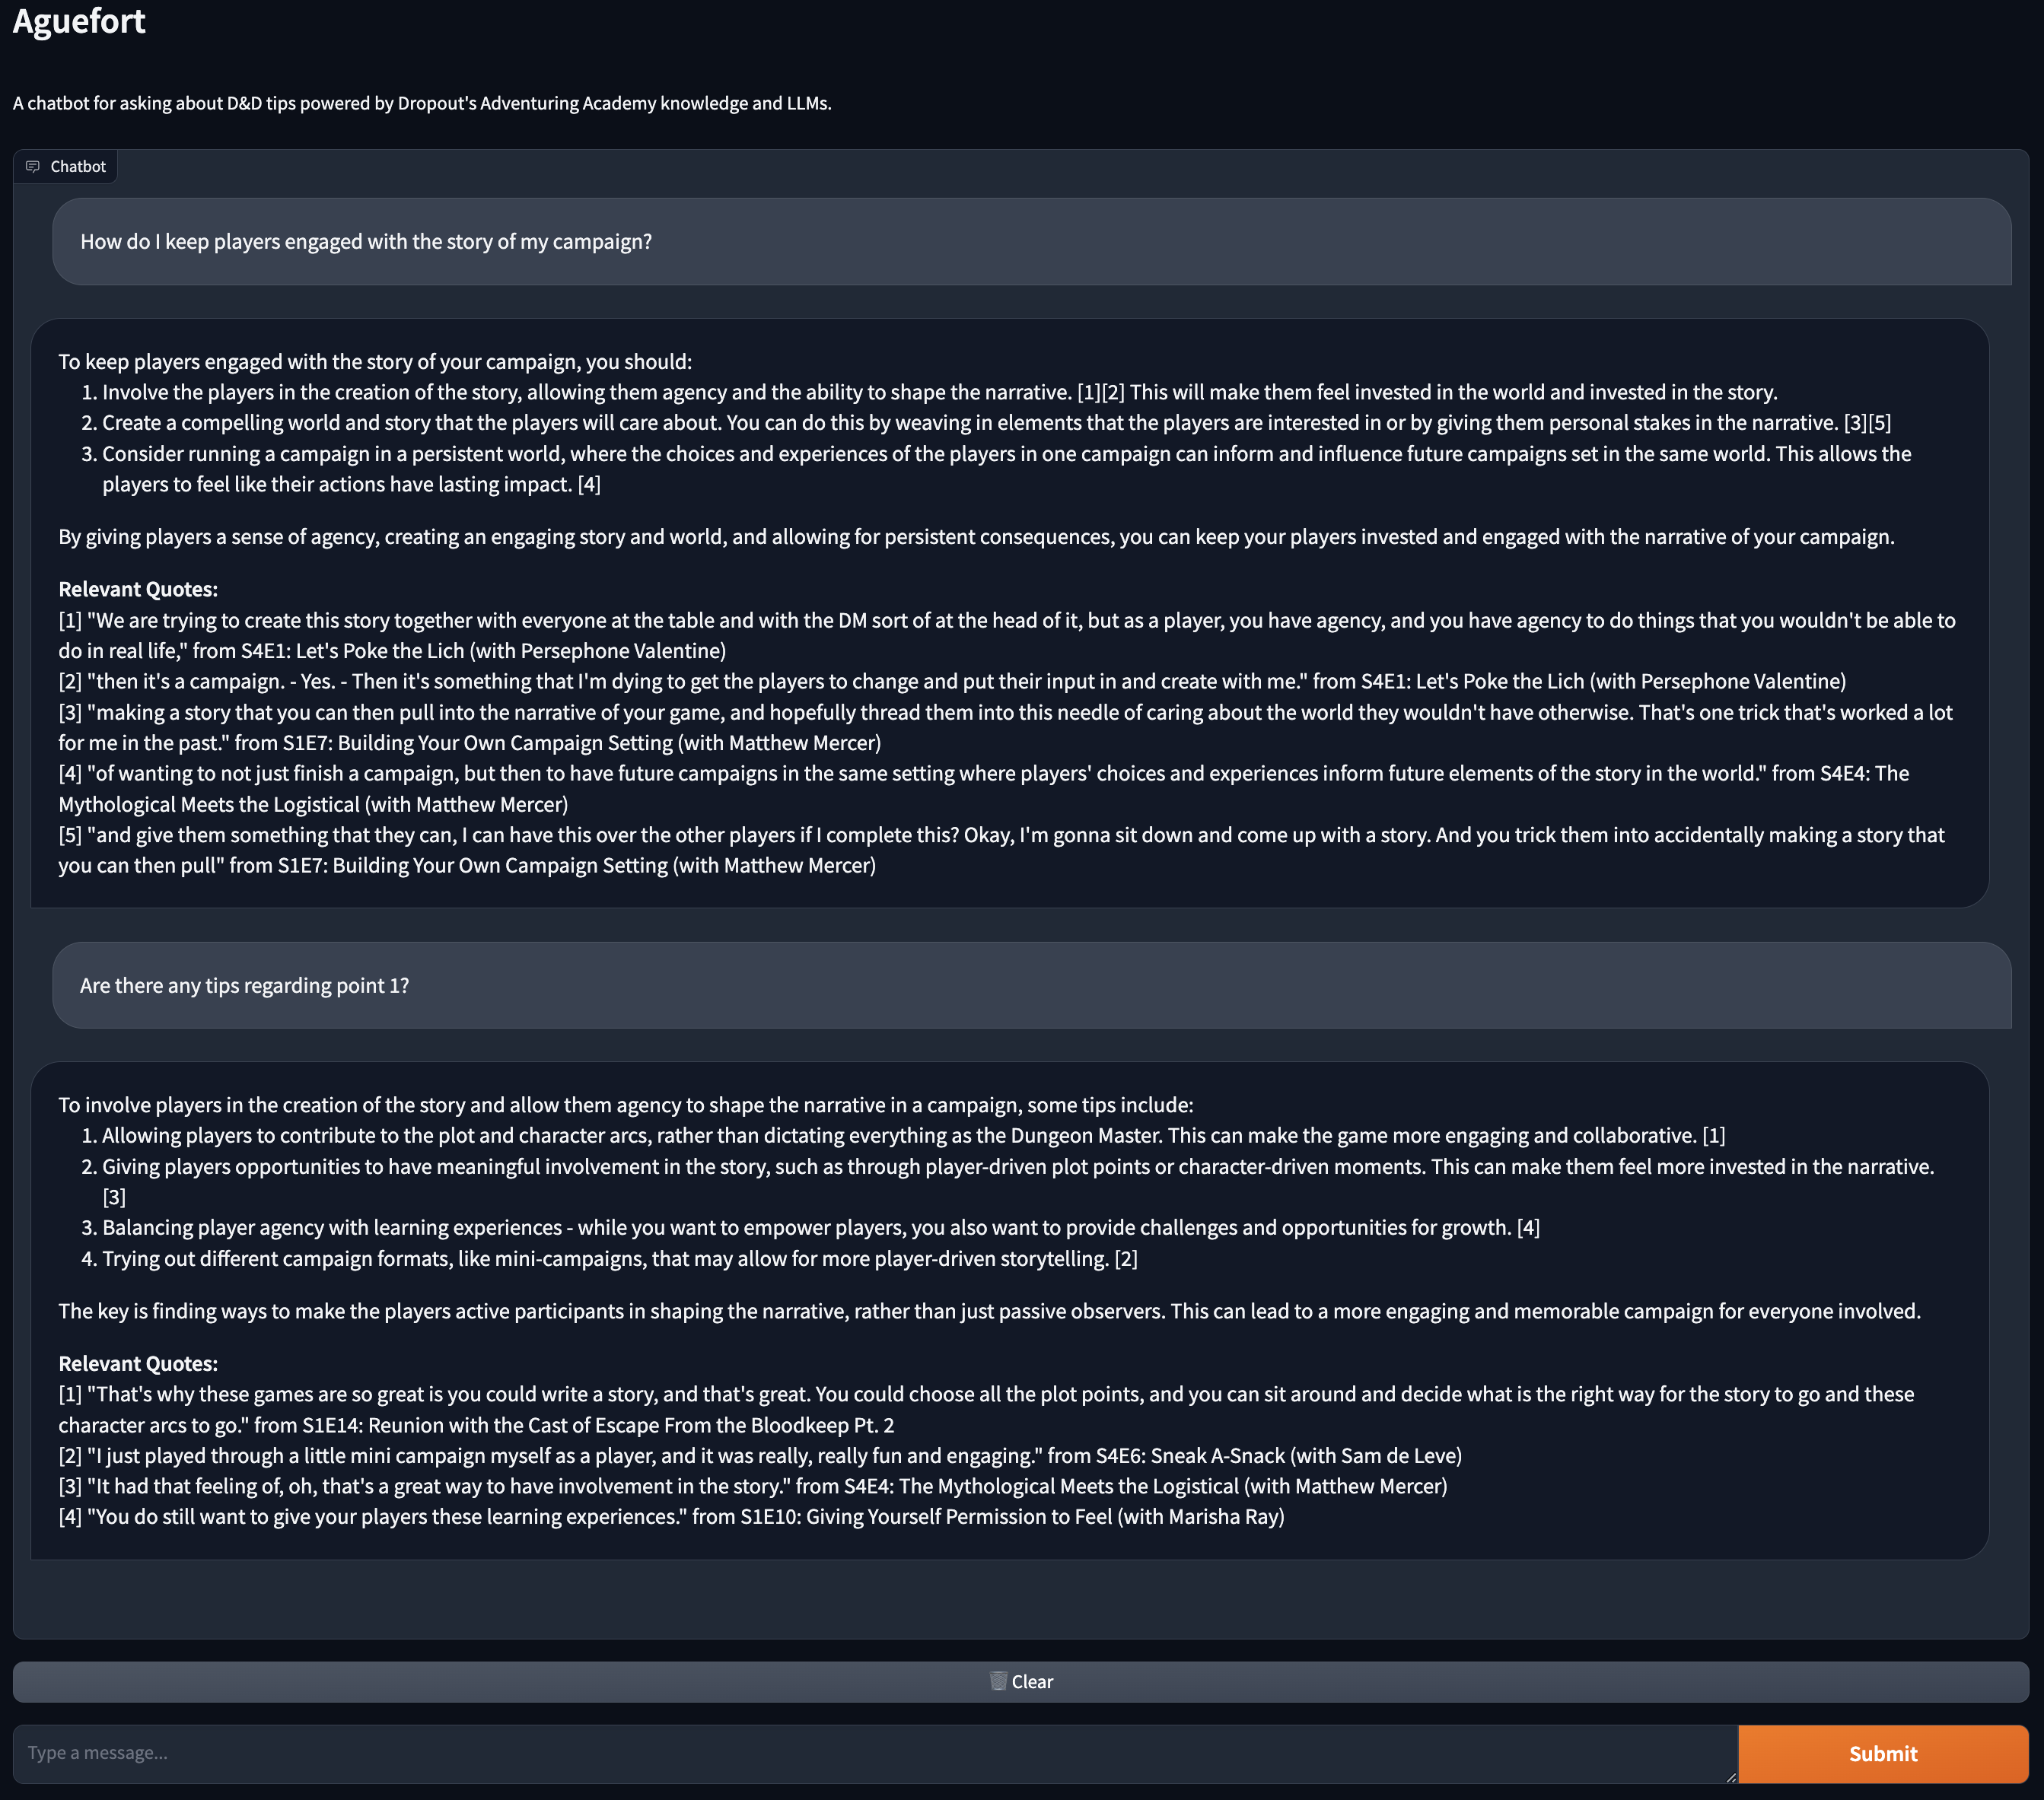 Aguefort
A chatbot for asking about D&D tips powered by Dropout's Adventuring Academy knowledge and LLMs.
Chatbot
How do I keep players engaged with the story of my campaign?
To keep players engaged with the story of your campaign, you should:
1. Involve the players in the creation of the story, allowing them agency and the ability to shape the narrative. [1][2] This will make them feel invested in the world and invested in the story.
2. Create a compelling world and story that the players will care about. You can do this by weaving in elements that the players are interested in or by giving them personal stakes in the narrative. [3][5]
3. Consider running a campaign in a persistent world, where the choices and experiences of the players in one campaign can inform and influence future campaigns set in the same world. This allows the
players to feel like their actions have lasting impact. [4]
By giving players a sense of agency, creating an engaging story and world, and allowing for persistent consequences, you can keep your players invested and engaged with the narrative of your campaign.
Relevant Quotes:
[1] "We are trying to create this story together with everyone at the table and with the DM sort of at the head of it, but as a player, you have agency, and you have agency to do things that you wouldn't be able to
do in real life," from S4E1: Let's Poke the Lich (with Persephone Valentine)
[2] "then it's a campaign. - Yes. - Then it's something that I'm dying to get the players to change and put their input in and create with me." from S4E1: Let's Poke the Lich (with Persephone Valentine)
[3] "making a story that you can then pull into the narrative of your game, and hopefully thread them into this needle of caring about the world they wouldn't have otherwise. That's one trick that's worked a lot
for me in the past." from S1E7: Building Your Own Campaign Setting (with Matthew Mercer)
[4] "of wanting to not just finish a campaign, but then to have future campaigns in the same setting where players' choices and experiences inform future elements of the story in the world." from S4E4: The
Mythological Meets the Logistical (with Matthew Mercer)
[5] "and give them something that they can, I can have this over the other players if I complete this? Okay, I'm gonna sit down and come up with a story. And you trick them into accidentally making a story that
you can then pull" from S1E7: Building Your Own Campaign Setting (with Matthew Mercer)
Are there any tips regarding point 1?
To involve players in the creation of the story and allow them agency to shape the narrative in a campaign, some tips include:
1. Allowing players to contribute to the plot and character arcs, rather than dictating everything as the Dungeon Master. This can make the game more engaging and collaborative. [1]
2. Giving players opportunities to have meaningful involvement in the story, such as through player-driven plot points or character-driven moments. This can make them feel more invested in the narrative.
[3]
3. Balancing player agency with learning experiences - while you want to empower players, you also want to provide challenges and opportunities for growth. [4]
4. Trying out different campaign formats, like mini-campaigns, that may allow for more player-driven storytelling. [2]
The key is finding ways to make the players active participants in shaping the narrative, rather than just passive observers. This can lead to a more engaging and memorable campaign for everyone involved.
Relevant Quotes:
[1] "That's why these games are so great is you could write a story, and that's great. You could choose all the plot points, and you can sit around and decide what is the right way for the story to go and these
character arcs to go." from S1E14: Reunion with the Cast of Escape From the Bloodkeep Pt. 2
[2] "I just played through a little mini campaign myself as a player, and it was really, really fun and engaging." from S4E6: Sneak A-Snack (with Sam de Leve)
[3] "It had that feeling of, oh, that's a great way to have involvement in the story." from S4E4: The Mythological Meets the Logistical (with Matthew Mercer)
[4] "You do still want to give your players these learning experiences." from S1E10: Giving Yourself Permission to Feel (with Marisha Ray)
Clear
Type a message...
Submit